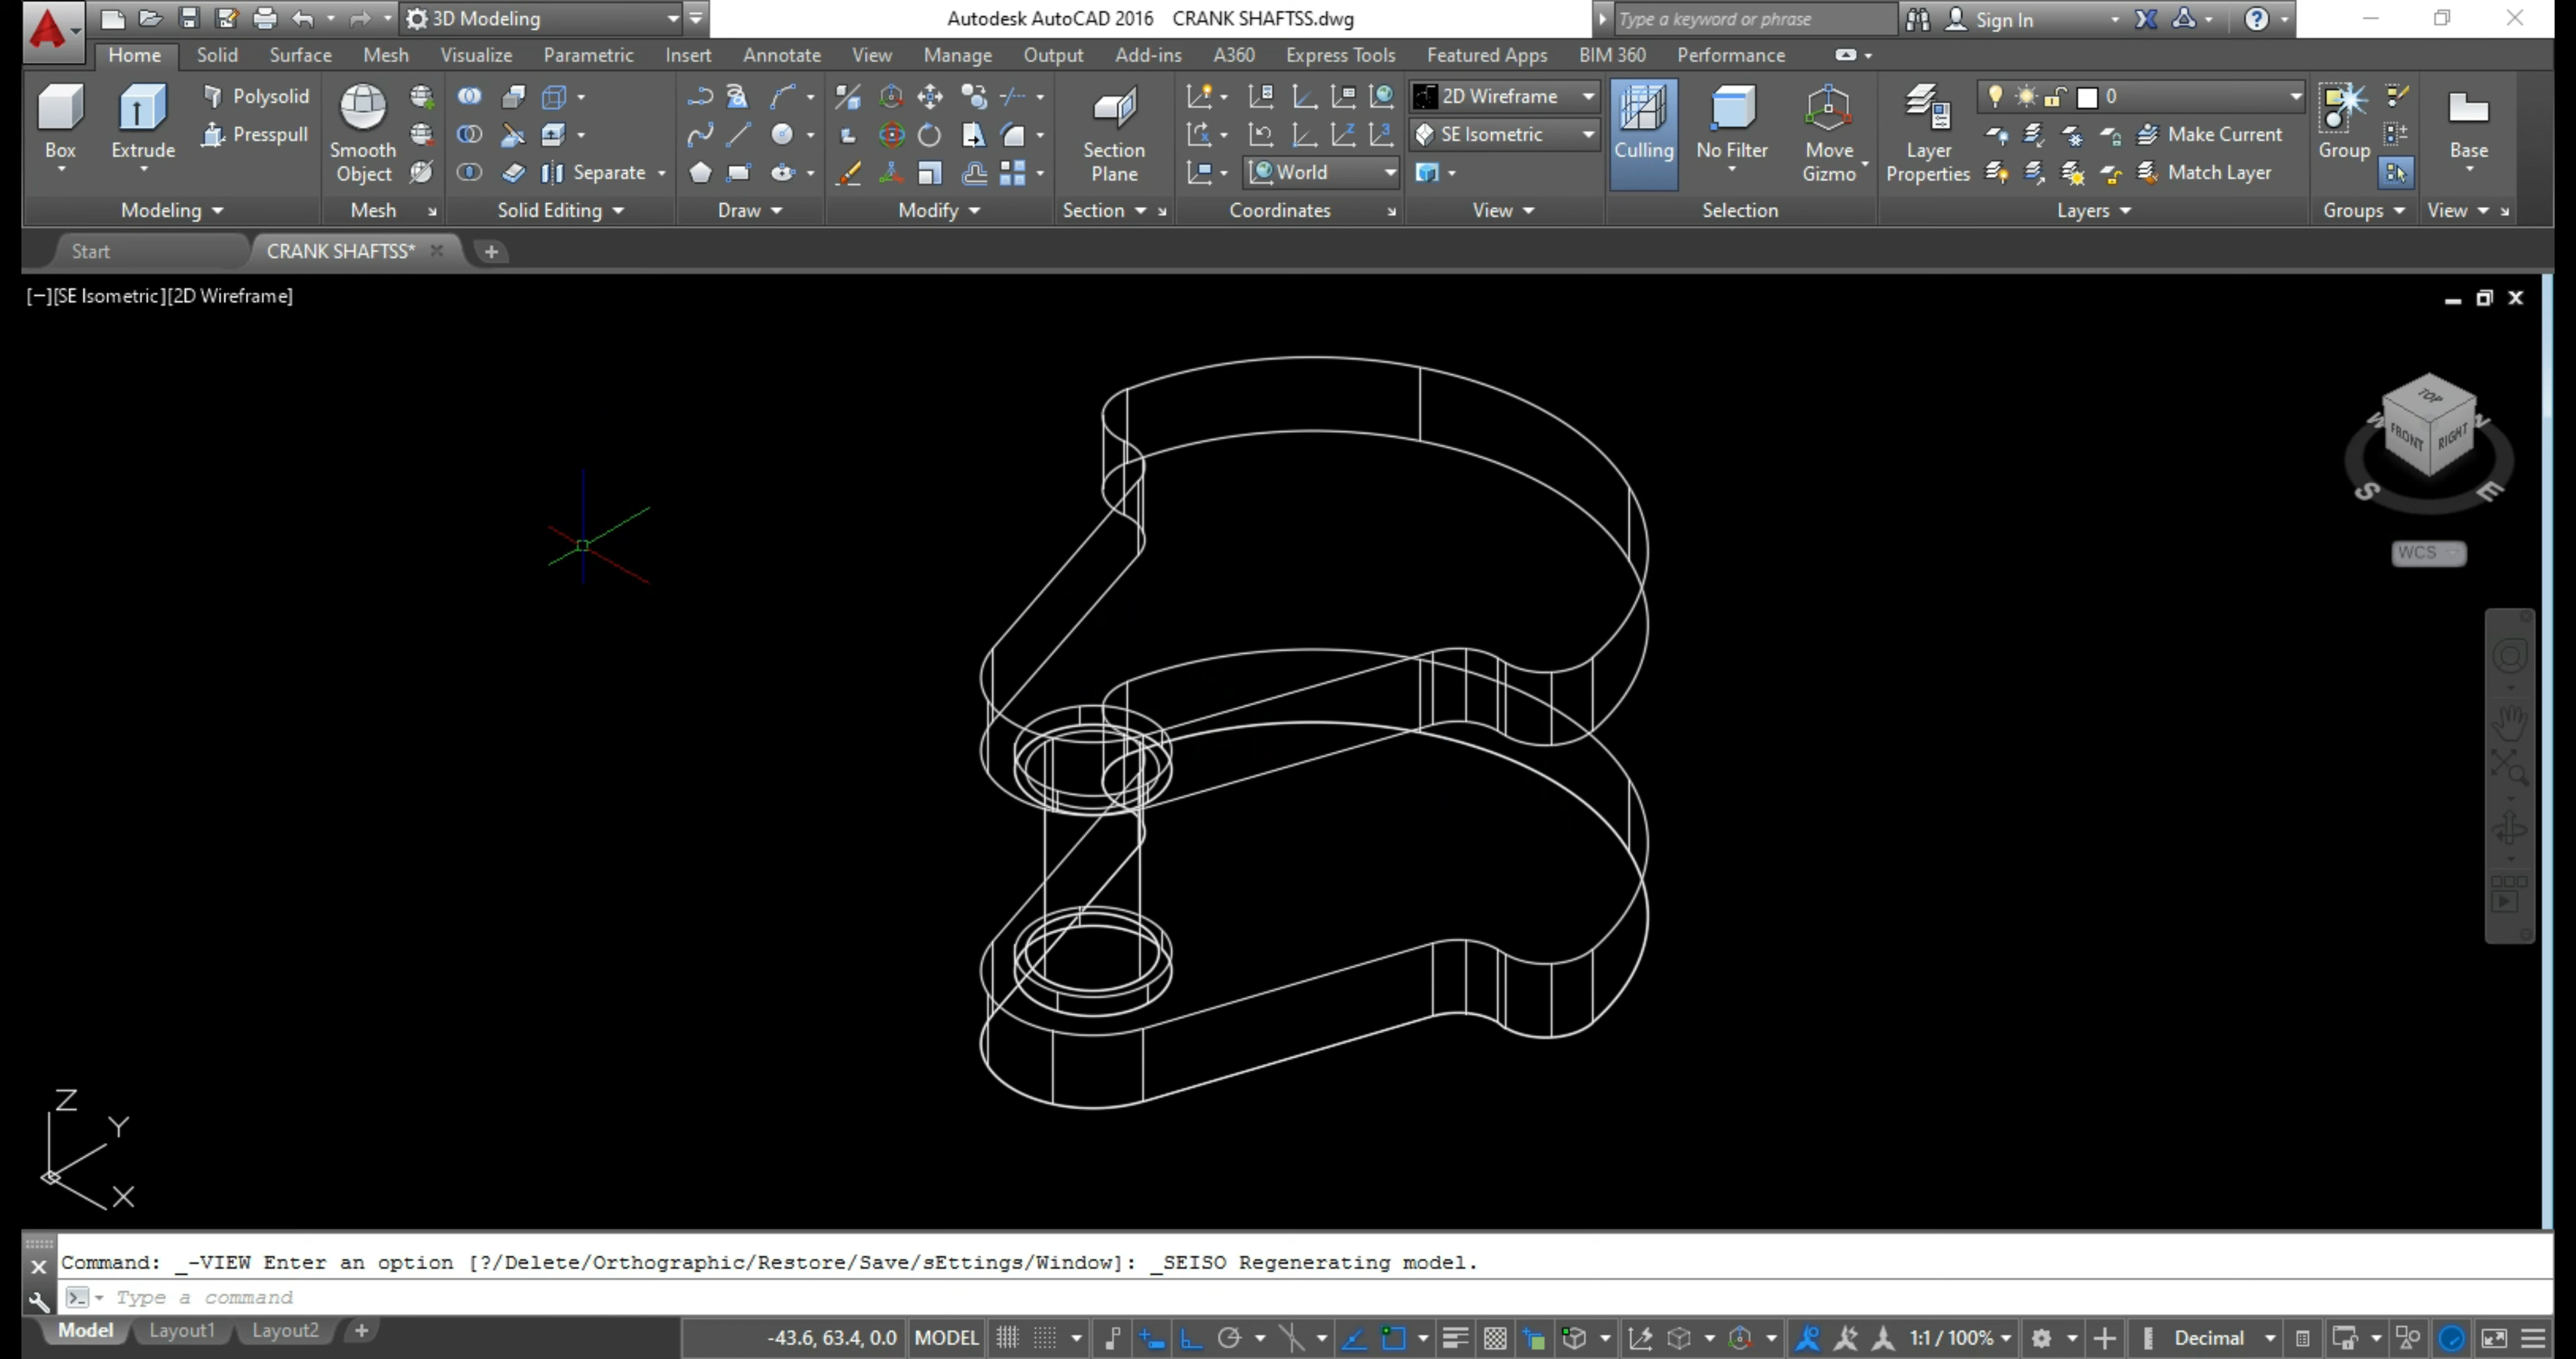 3D Modeling
Autodesk AutoCAD 2016 CRANK SHAFTSS.dwg
Type a keyword or phrase
Sign In
Home Solid Surface Mesh Visualize Parametric Insert Annotate View Manage Output Add-ins A360 Express Tools Featured Apps BIM 360 Performance
Polysolid
Presspull
Box
Extrude
Smooth Object
Separate
Section Plane
World
2D Wireframe
SE Isometric
Culling
No Filter
Move Gizmo
Layer Properties
0
Make Current
Match Layer
Group
Base
Modeling Mesh Solid Editing Draw Modify Section Coordinates View Selection Layers Groups View
Start CRANK SHAFTSS*
[−][SE Isometric][2D Wireframe]
TOP
FRONT RIGHT
W N
S E
WCS
Z
Y
X
Command: _-VIEW Enter an option [?/Delete/Orthographic/Restore/Save/sEttings/Window]: _SEISO Regenerating model.
Type a command
Model Layout1 Layout2
-43.6, 63.4, 0.0 MODEL 1:1 / 100% Decimal